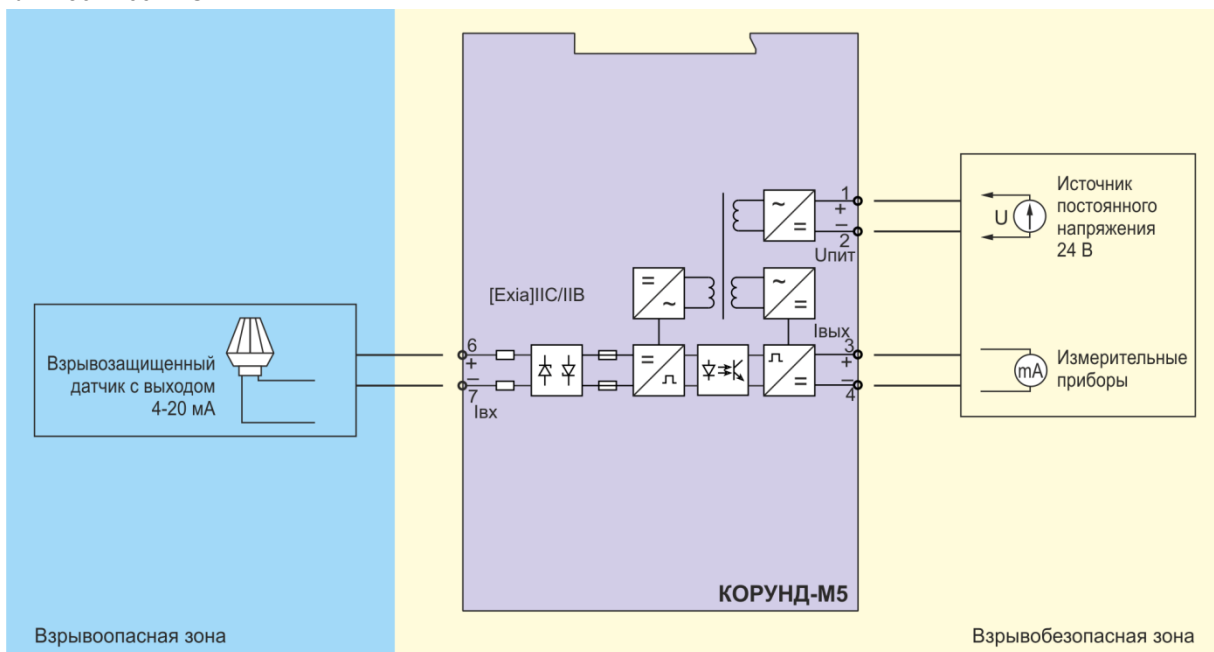 1
+
–
2
Uпит
Источник
постоянного
напряжения
24 В
U
[Exia]IIC/IIB
Iвых
3
+
–
4
6
+
–
7
Iвх
Взрывозащищенный
датчик с выходом
4-20 мА
mA
Измерительные
приборы
КОРУНД-М5
Взрывоопасная зона
Взрывобезопасная зона